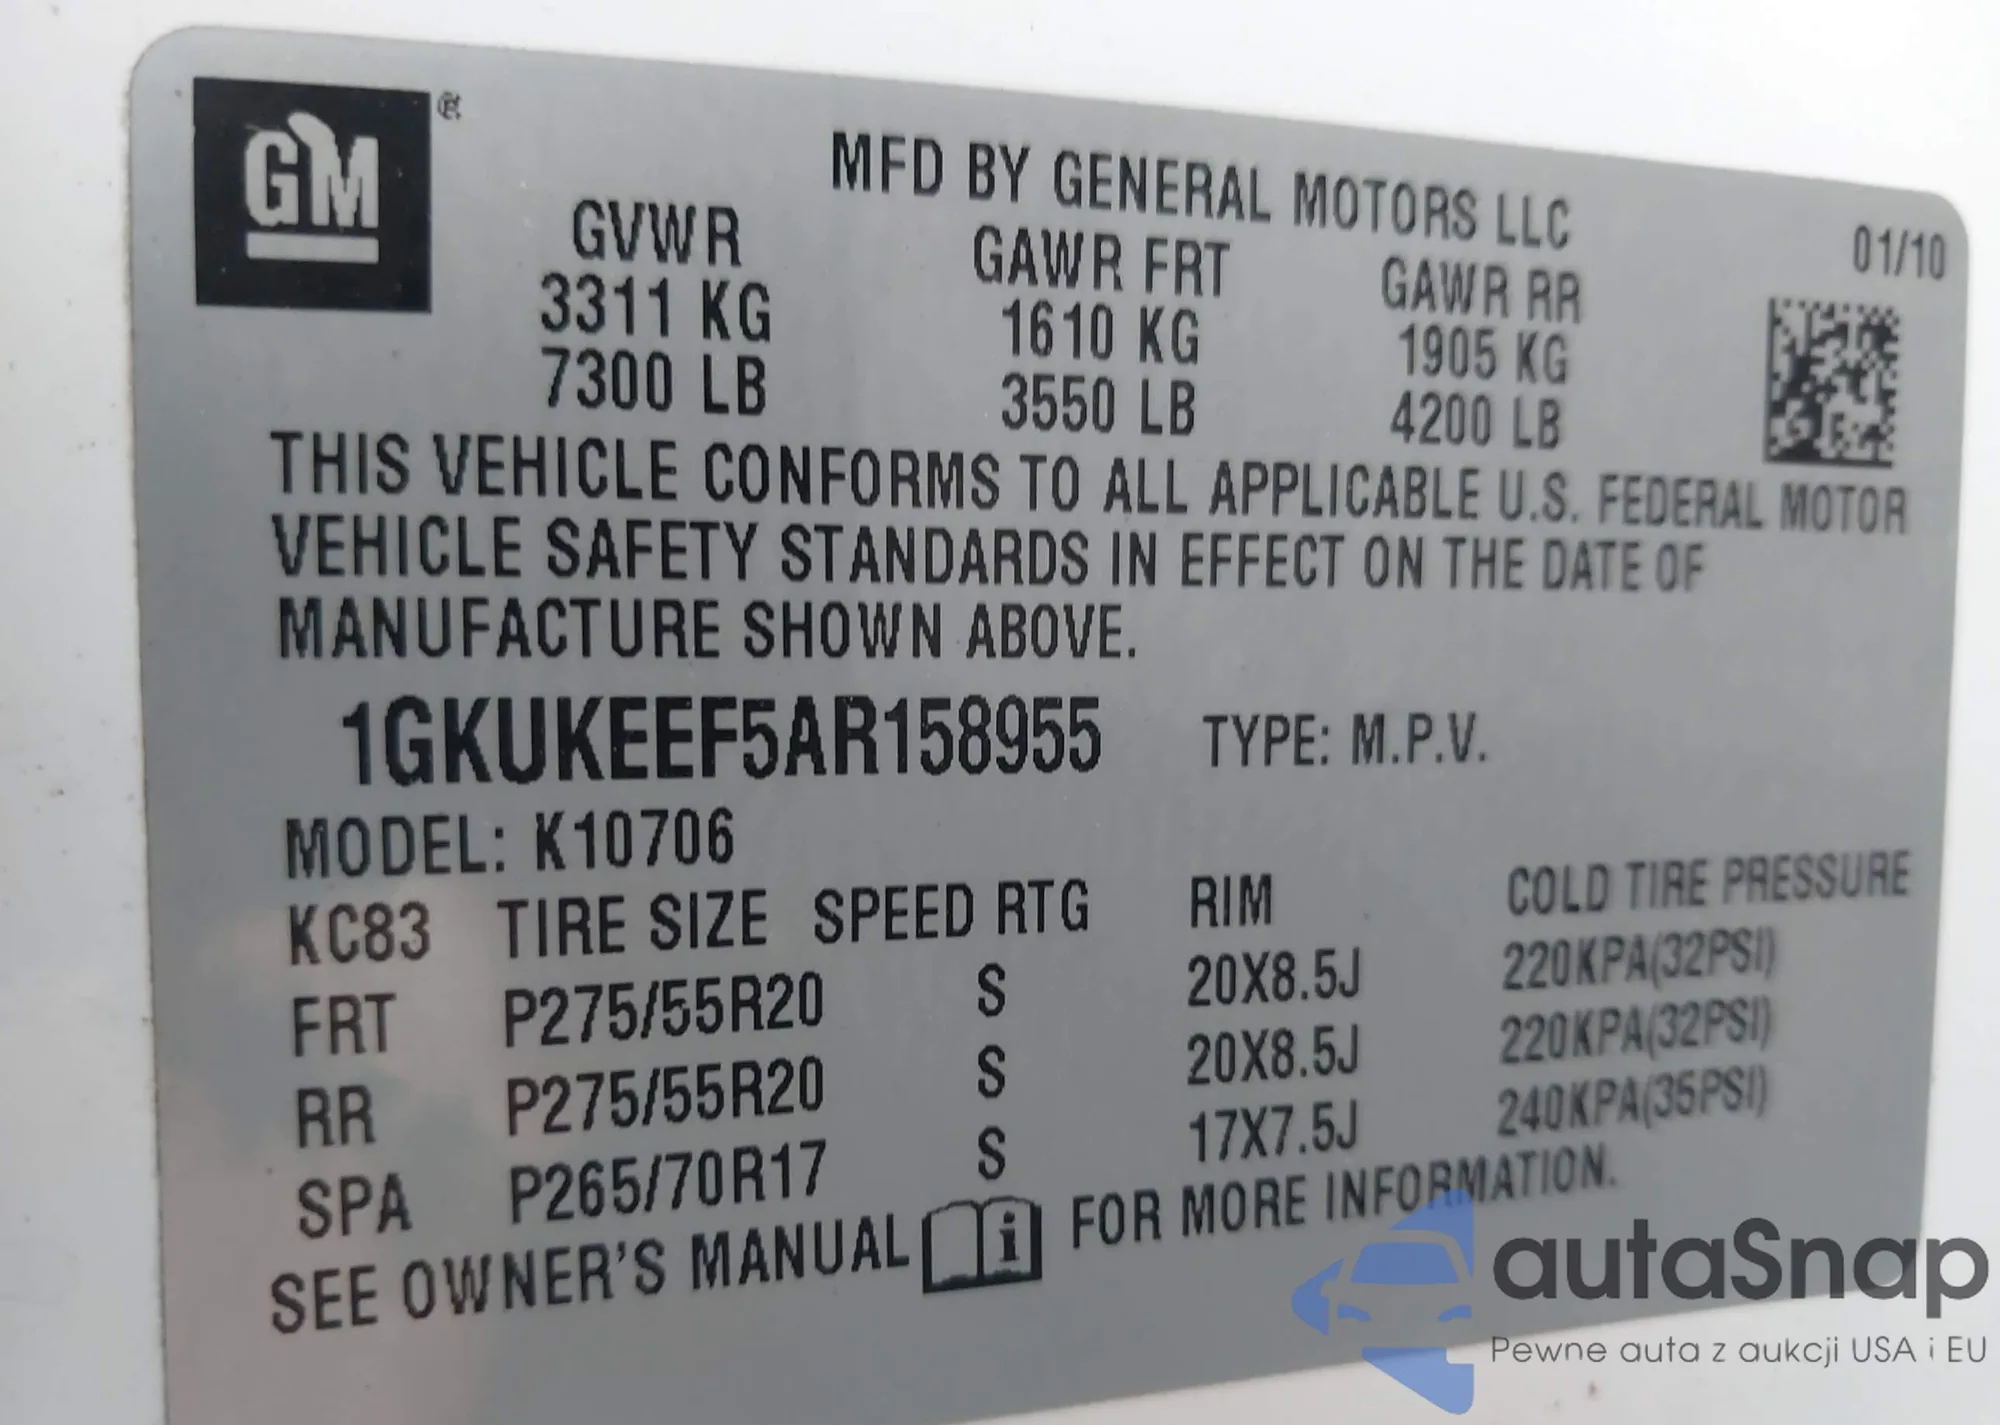 GM ®
MFD BY GENERAL MOTORS LLC
01/10
GVWR GAWR FRT GAWR RR
3311 KG 1610 KG 1905 KG
7300 LB 3550 LB 4200 LB
THIS VEHICLE CONFORMS TO ALL APPLICABLE U.S. FEDERAL MOTOR
VEHICLE SAFETY STANDARDS IN EFFECT ON THE DATE OF
MANUFACTURE SHOWN ABOVE.
1GKUKEEF5AR158955 TYPE: M.P.V.
MODEL: K10706
KC83 TIRE SIZE SPEED RTG RIM COLD TIRE PRESSURE
FRT P275/55R20 S 20X8.5J 220KPA(32PSI)
RR P275/55R20 S 20X8.5J 220KPA(32PSI)
SPA P265/70R17 S 17X7.5J 240KPA(35PSI)
SEE OWNER'S MANUAL i FOR MORE INFORMATION.
autaSnap
Pewne auta z aukcji USA i EU